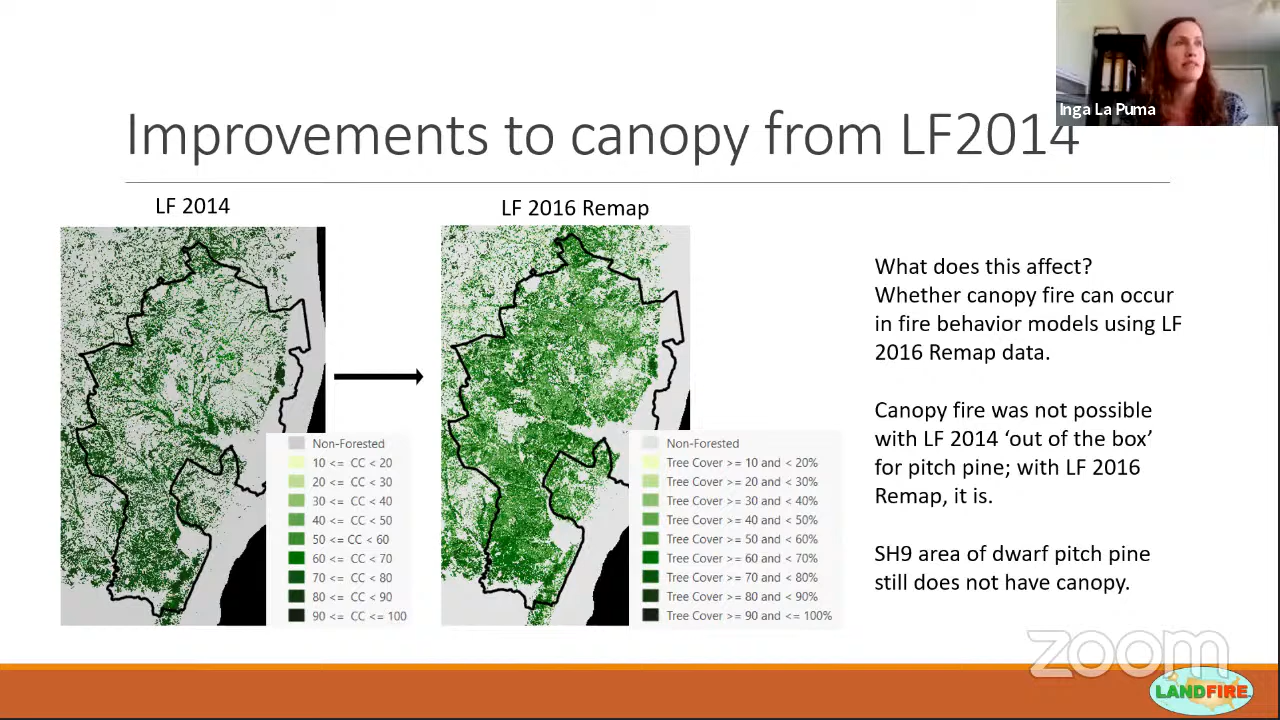 Inga La Puma
Improvements to canopy from LF2014
LF 2014
LF 2016 Remap
Non-Forested
10 <= CC < 20
20 <= CC < 30
30 <= CC < 40
40 <= CC < 50
50 <= CC < 60
60 <= CC < 70
70 <= CC < 80
80 <= CC < 90
90 <= CC <= 100
Non-Forested
Tree Cover >= 10 and < 20%
Tree Cover >= 20 and < 30%
Tree Cover >= 30 and < 40%
Tree Cover >= 40 and < 50%
Tree Cover >= 50 and < 60%
Tree Cover >= 60 and < 70%
Tree Cover >= 70 and < 80%
Tree Cover >= 80 and < 90%
Tree Cover >= 90 and <= 100%
What does this affect?
Whether canopy fire can occur
in fire behavior models using LF
2016 Remap data.
Canopy fire was not possible
with LF 2014 ‘out of the box’
for pitch pine; with LF 2016
Remap, it is.
SH9 area of dwarf pitch pine
still does not have canopy.
zoom
LANDFIRE